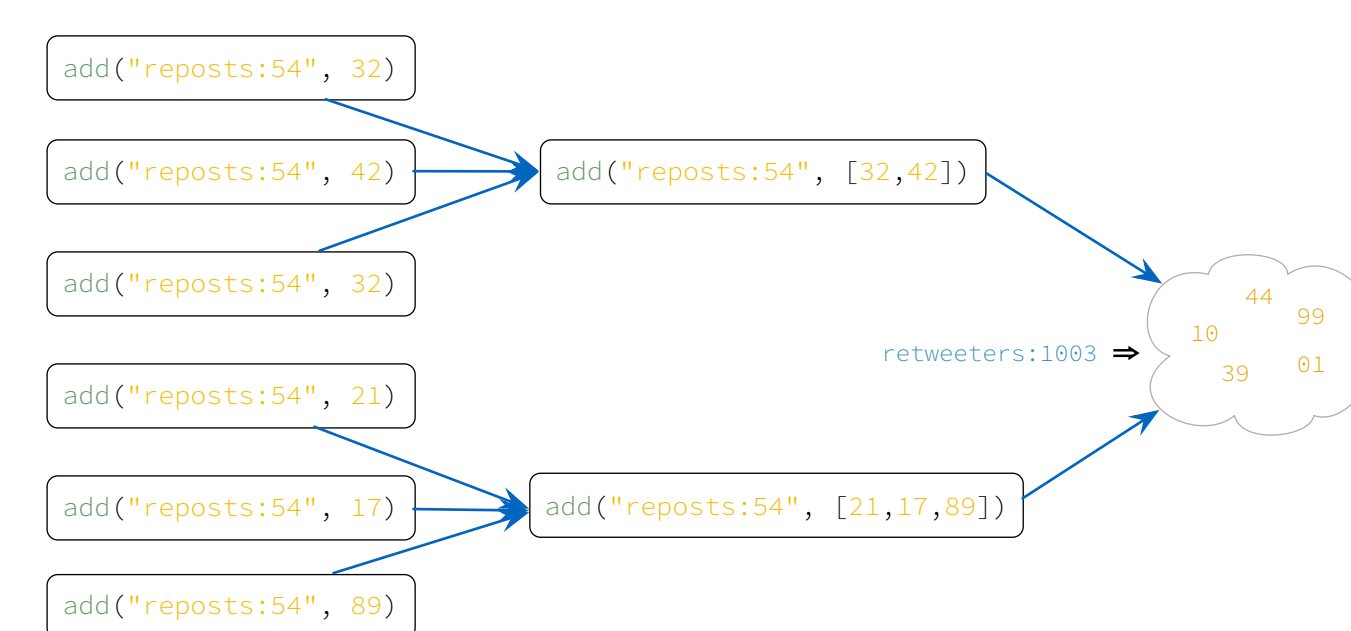 add("reposts:54", 32)
add("reposts:54", 42)
add("reposts:54", 32)
add("reposts:54", 21)
add("reposts:54", 17)
add("reposts:54", 89)
add("reposts:54", [32,42])
add("reposts:54", [21,17,89])
retweeters:1003 ⇒
44
99
10
01
39